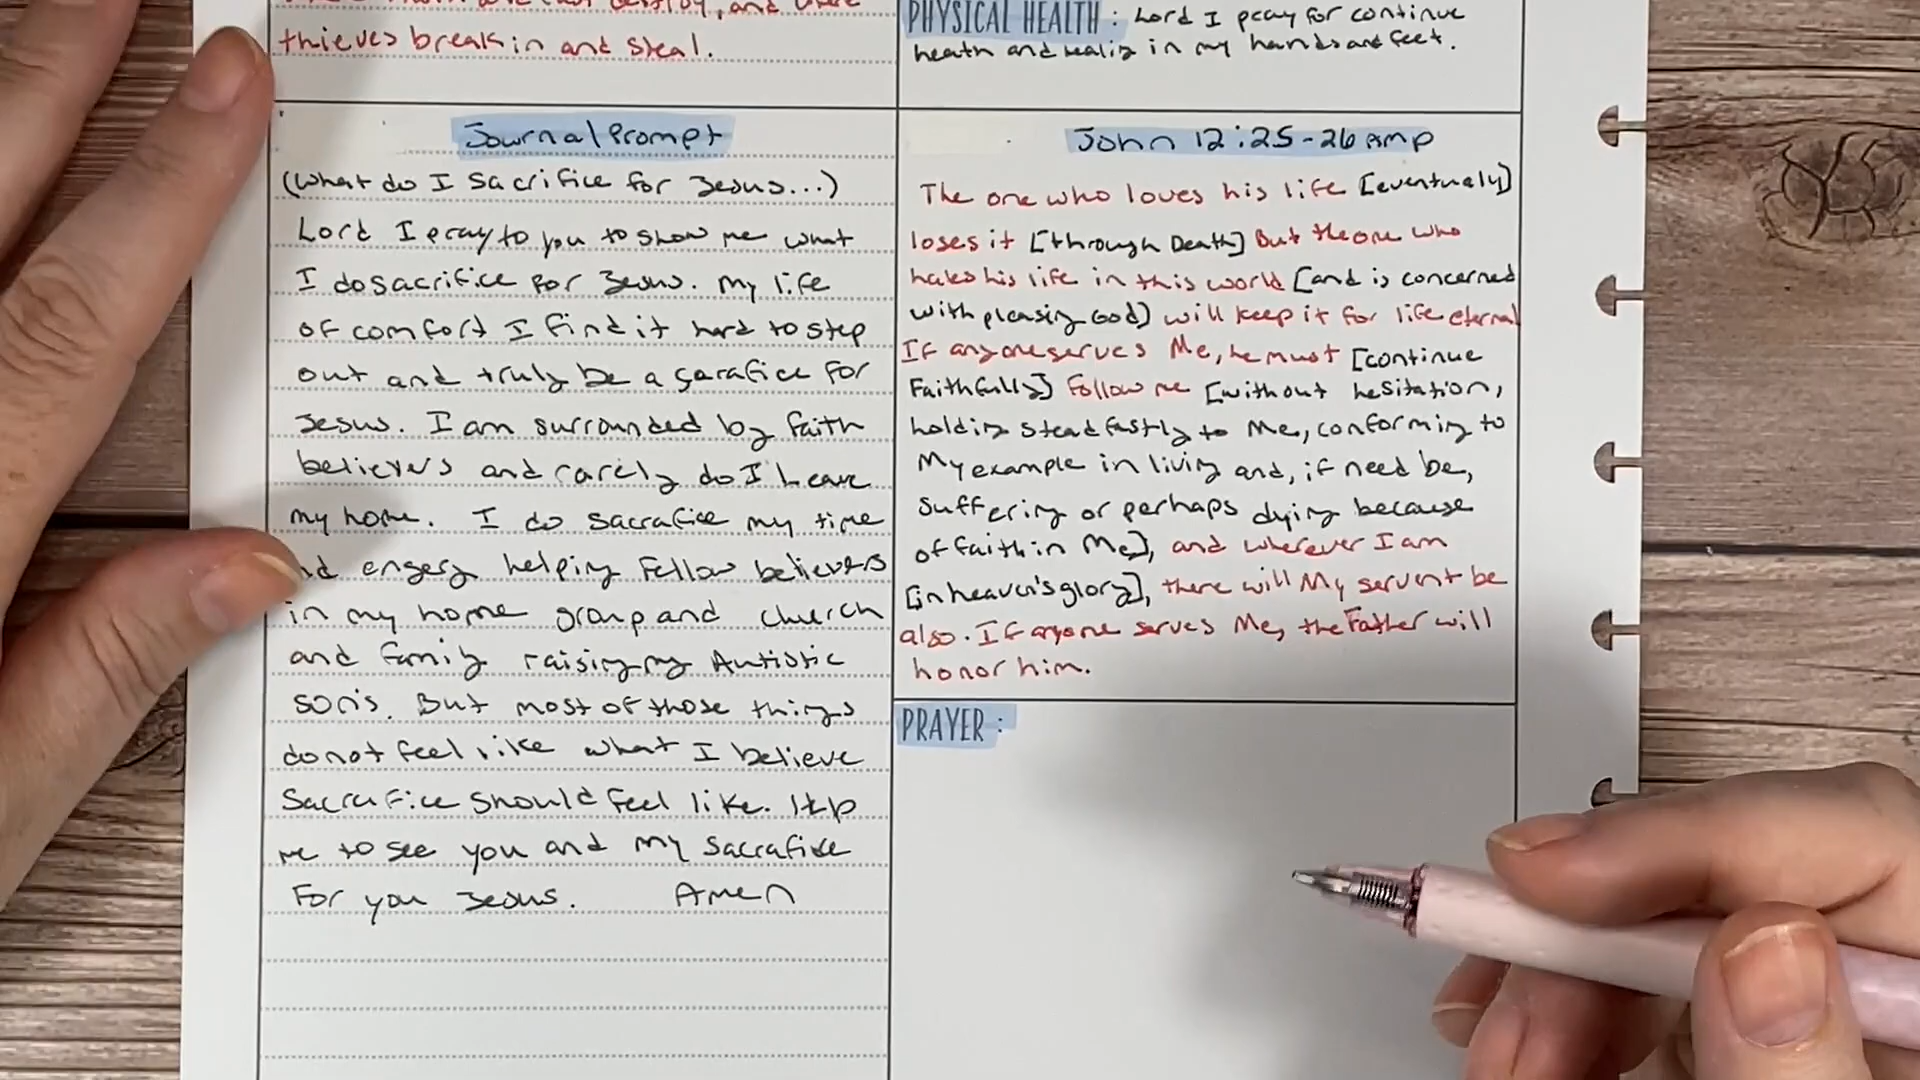 thieves break in and steal.
Journal Prompt
(What do I Sacrifice for Jesus...)
Lord I pray to you to show me what
I do sacrifice for Jesus. My life
of comfort I find it hard to step
out and truly be a sarafice for
Jesus. I am surrounded by faith
believers and rarely do I leave
my home. I do sacrafice my time
engery helping Fellow believers
in my home group and church
and family raising my Autistic
son's. But most of those things
do not feel like what I believe
Sacrafice should feel like. Help
me to see you and my sacrafice
For you Jesus. Amen
PHYSICAL HEALTH : Lord I pray for continue
heath and healing in my hands and feet.
John 12:25-26 AMP
The one who loves his life [eventualy]
loses it [through Death] But the one who
hates his life in this world [and is concerned
with pleasing God] will keep it for life eternal
If anyone serves Me, he must [continue
Faithfully] Follow me [without hesitation,
holding steadfastly to Me, conforming to
My example in living and, if need be,
suffering or perhaps dying because
of faith in Me], and wherever I am
[in heaven's glory], there will My servent be
also. If anyone serves Me, the Father will
honor him.
PRAYER :